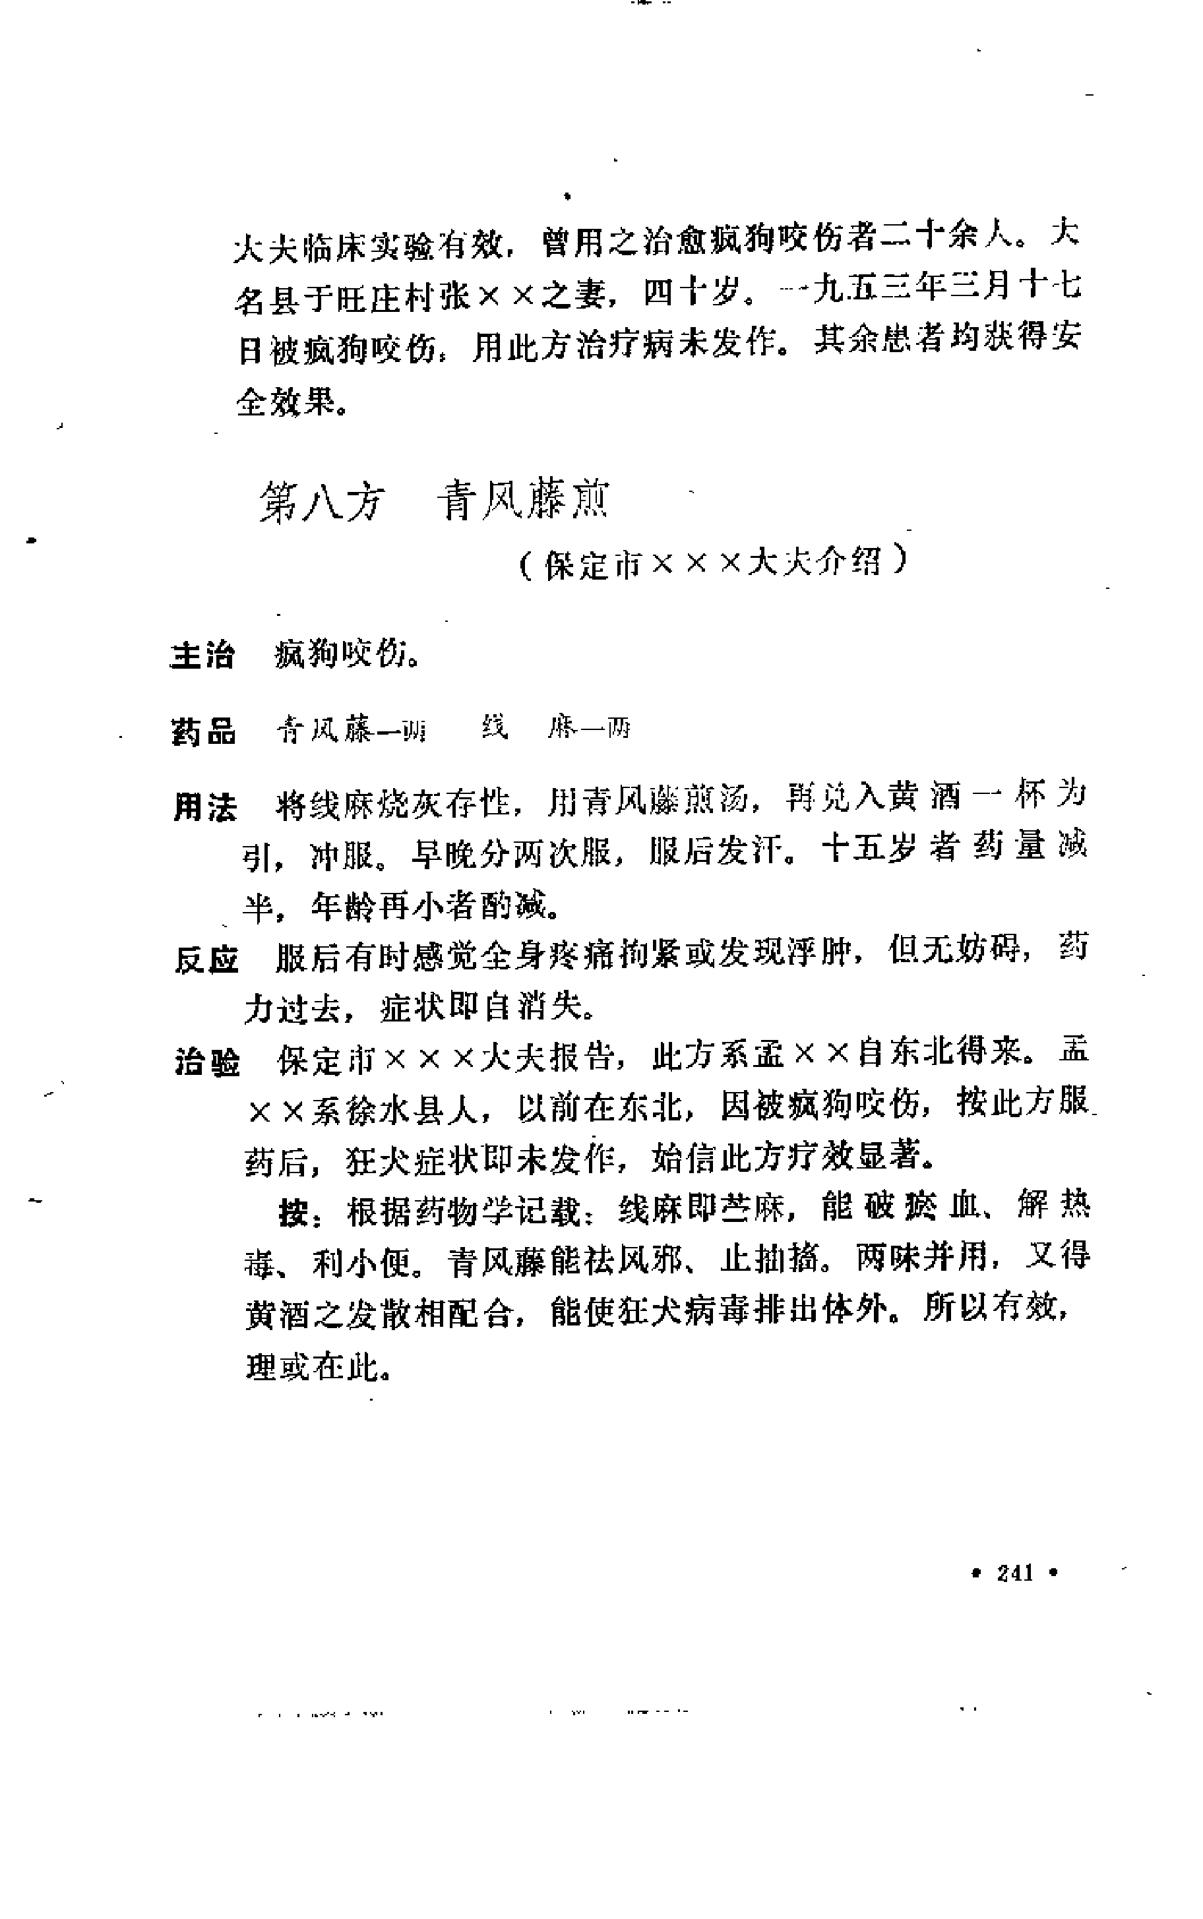 大夫临床实验有效，曾用之治愈疯狗咬伤者二十余人。大
名县于旺庄村张××之妻，四十岁。一九五三年三月十七
日被疯狗咬伤；用此方治疗病未发作。其余患者均获得安
全效果。
第八方　青风藤煎
（保定市×××大夫介绍）
主治　疯狗咬伤。
药品　青风藤一两　线　麻一两
用法　将线麻烧灰存性，用青风藤煎汤，再兑入黄酒一杯为
引，冲服。早晚分两次服，服后发汗。十五岁者药量减
半，年龄再小者酌减。
反应　服后有时感觉全身疼痛拘紧或发现浮肿，但无妨碍，药
力过去，症状即自消失。
治验　保定市×××大夫报告，此方系孟××自东北得来。孟
××系徐水县人，以前在东北，因被疯狗咬伤，按此方服
药后，狂犬症状即未发作，始信此方疗效显著。
按：根据药物学记载：线麻即苎麻，能破瘀血、解热
毒、利小便。青风藤能祛风邪、止抽搐。两味并用，又得
黄酒之发散相配合，能使狂犬病毒排出体外。所以有效，
理或在此。
• 241 •